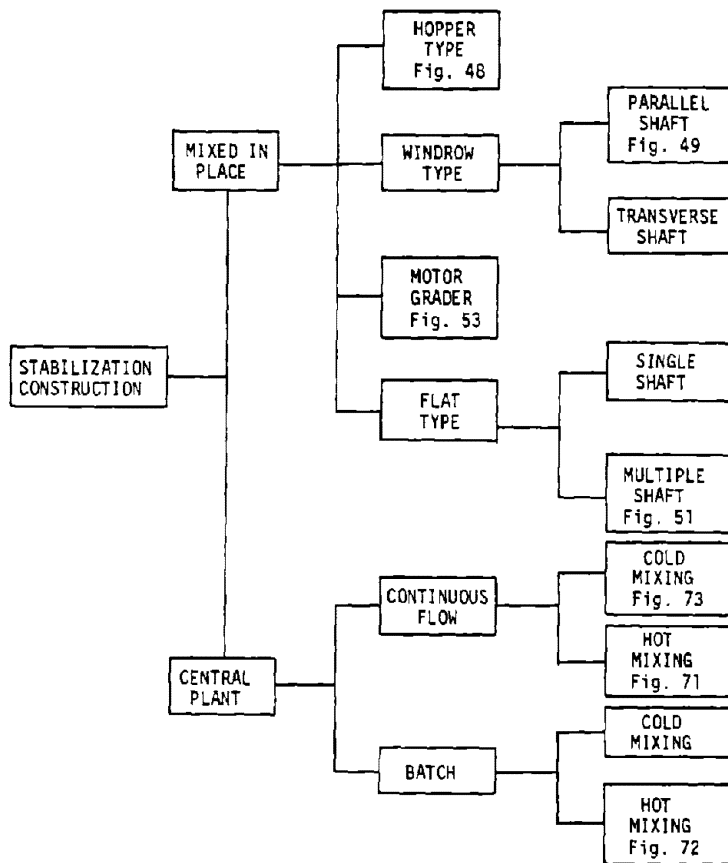 HOPPER
TYPE
Fig. 48
PARALLEL
SHAFT
Fig. 49
MIXED IN
PLACE
WINDROW
TYPE
TRANSVERSE
SHAFT
MOTOR
GRADER
Fig. 53
STABILIZATION
CONSTRUCTION
SINGLE
SHAFT
FLAT
TYPE
MULTIPLE
SHAFT
Fig. 51
COLD
MIXING
Fig. 73
CONTINUOUS
FLOW
HOT
MIXING
Fig. 71
CENTRAL
PLANT
COLD
MIXING
BATCH
HOT
MIXING
Fig. 72